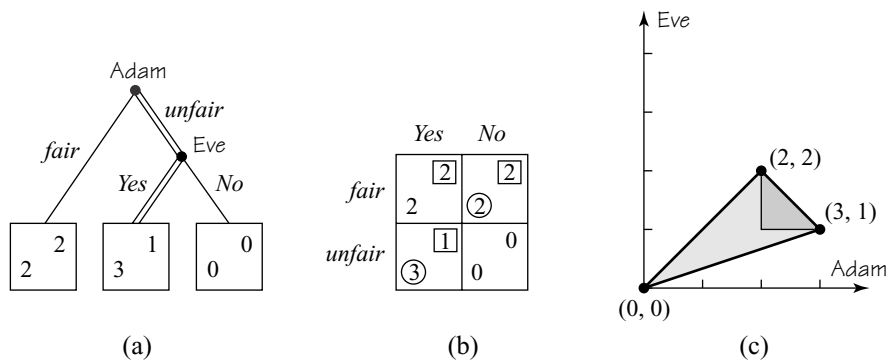 Adam
unfair
fair
Eve
Yes
No
2
2
1
3
0
0
(a)
Yes No
fair
2 2
2 2
unfair
1 0
3 0
(b)
Eve
(2, 2)
(3, 1)
Adam
(0, 0)
(c)